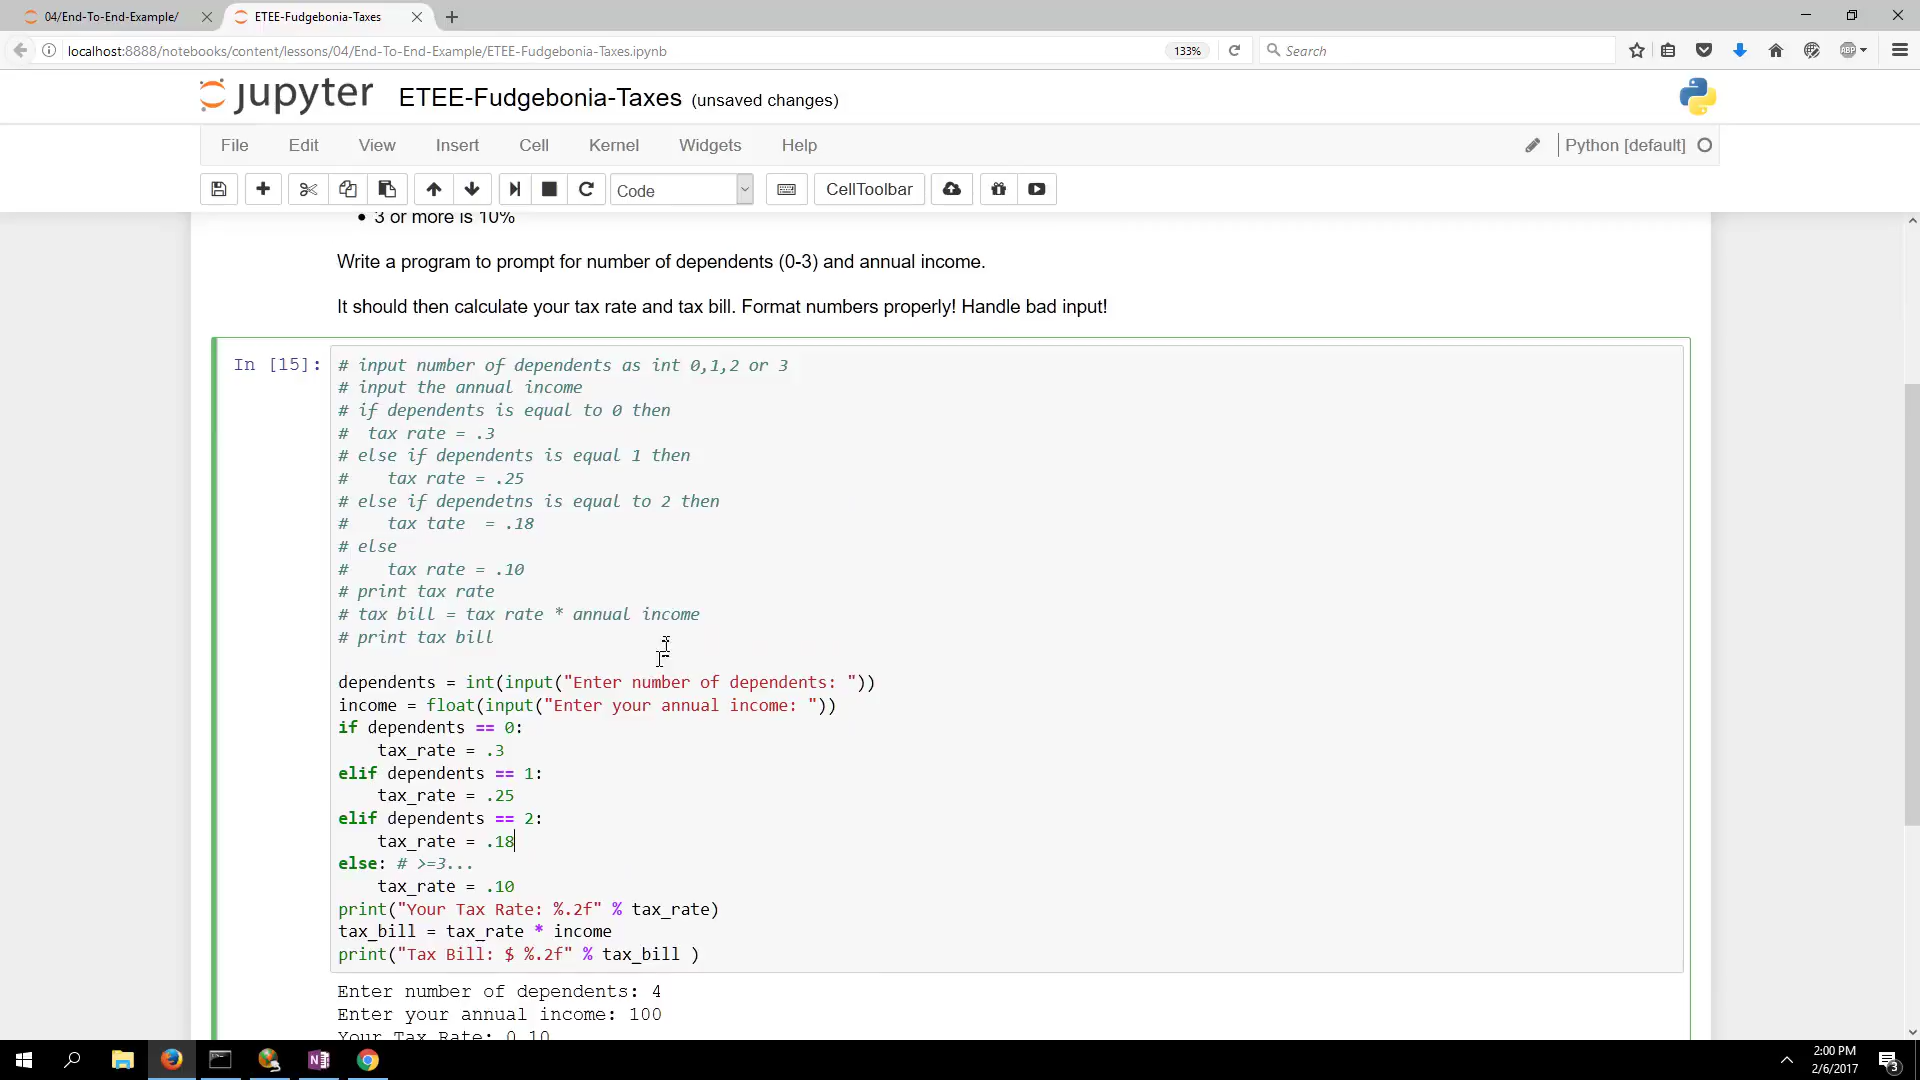 04/End-To-End-Example/
ETEE-Fudgebonia-Taxes
localhost:8888/notebooks/content/lessons/04/End-To-End-Example/ETEE-Fudgebonia-Taxes.ipynb
133%
Search
ABP
jupyter ETEE-Fudgebonia-Taxes (unsaved changes)
File Edit View Insert Cell Kernel Widgets Help
Python [default]
Code
CellToolbar
• 3 or more is 10%
Write a program to prompt for number of dependents (0-3) and annual income.
It should then calculate your tax rate and tax bill. Format numbers properly! Handle bad input!
In [15]:
# input number of dependents as int 0,1,2 or 3
# input the annual income
# if dependents is equal to 0 then
#  tax rate = .3
# else if dependents is equal 1 then
#    tax rate = .25
# else if dependetns is equal to 2 then
#    tax tate  = .18
# else
#    tax rate = .10
# print tax rate
# tax bill = tax rate * annual income
# print tax bill
dependents = int(input("Enter number of dependents: "))
income = float(input("Enter your annual income: "))
if dependents == 0:
    tax_rate = .3
elif dependents == 1:
    tax_rate = .25
elif dependents == 2:
    tax_rate = .18
else: # >=3...
    tax_rate = .10
print("Your Tax Rate: %.2f" % tax_rate)
tax_bill = tax_rate * income
print("Tax Bill: $ %.2f" % tax_bill )
Enter number of dependents: 4
Enter your annual income: 100
Your Tax Rate: 0.10
2:00 PM
2/6/2017
3